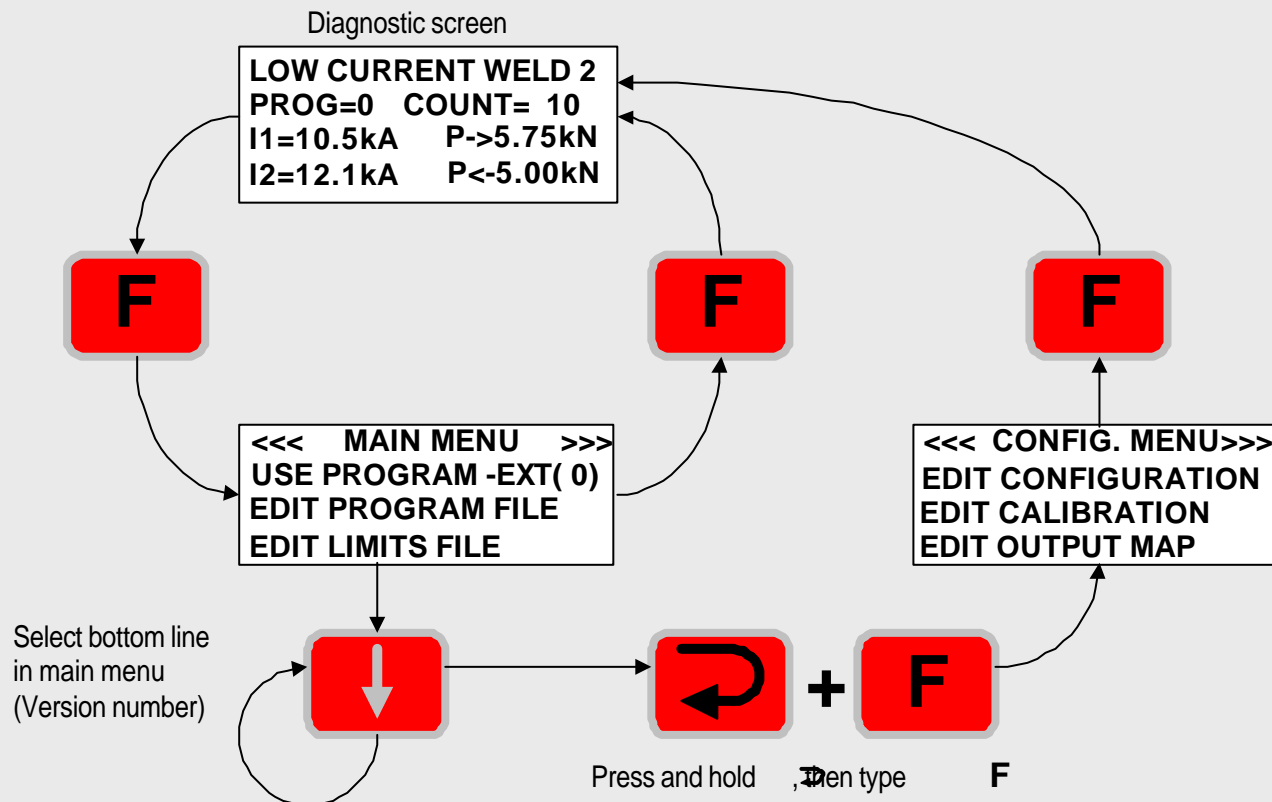 Diagnostic screen
LOW CURRENT WELD 2
PROG=0 COUNT= 10
I1=10.5kA P->5.75kN
I2=12.1kA P<-5.00kN
F
F
F
<<< MAIN MENU >>>
USE PROGRAM -EXT( 0)
EDIT PROGRAM FILE
EDIT LIMITS FILE
<<< CONFIG. MENU>>>
EDIT CONFIGURATION
EDIT CALIBRATION
EDIT OUTPUT MAP
Select bottom line
in main menu
(Version number)
+ F
Press and hold , then type F